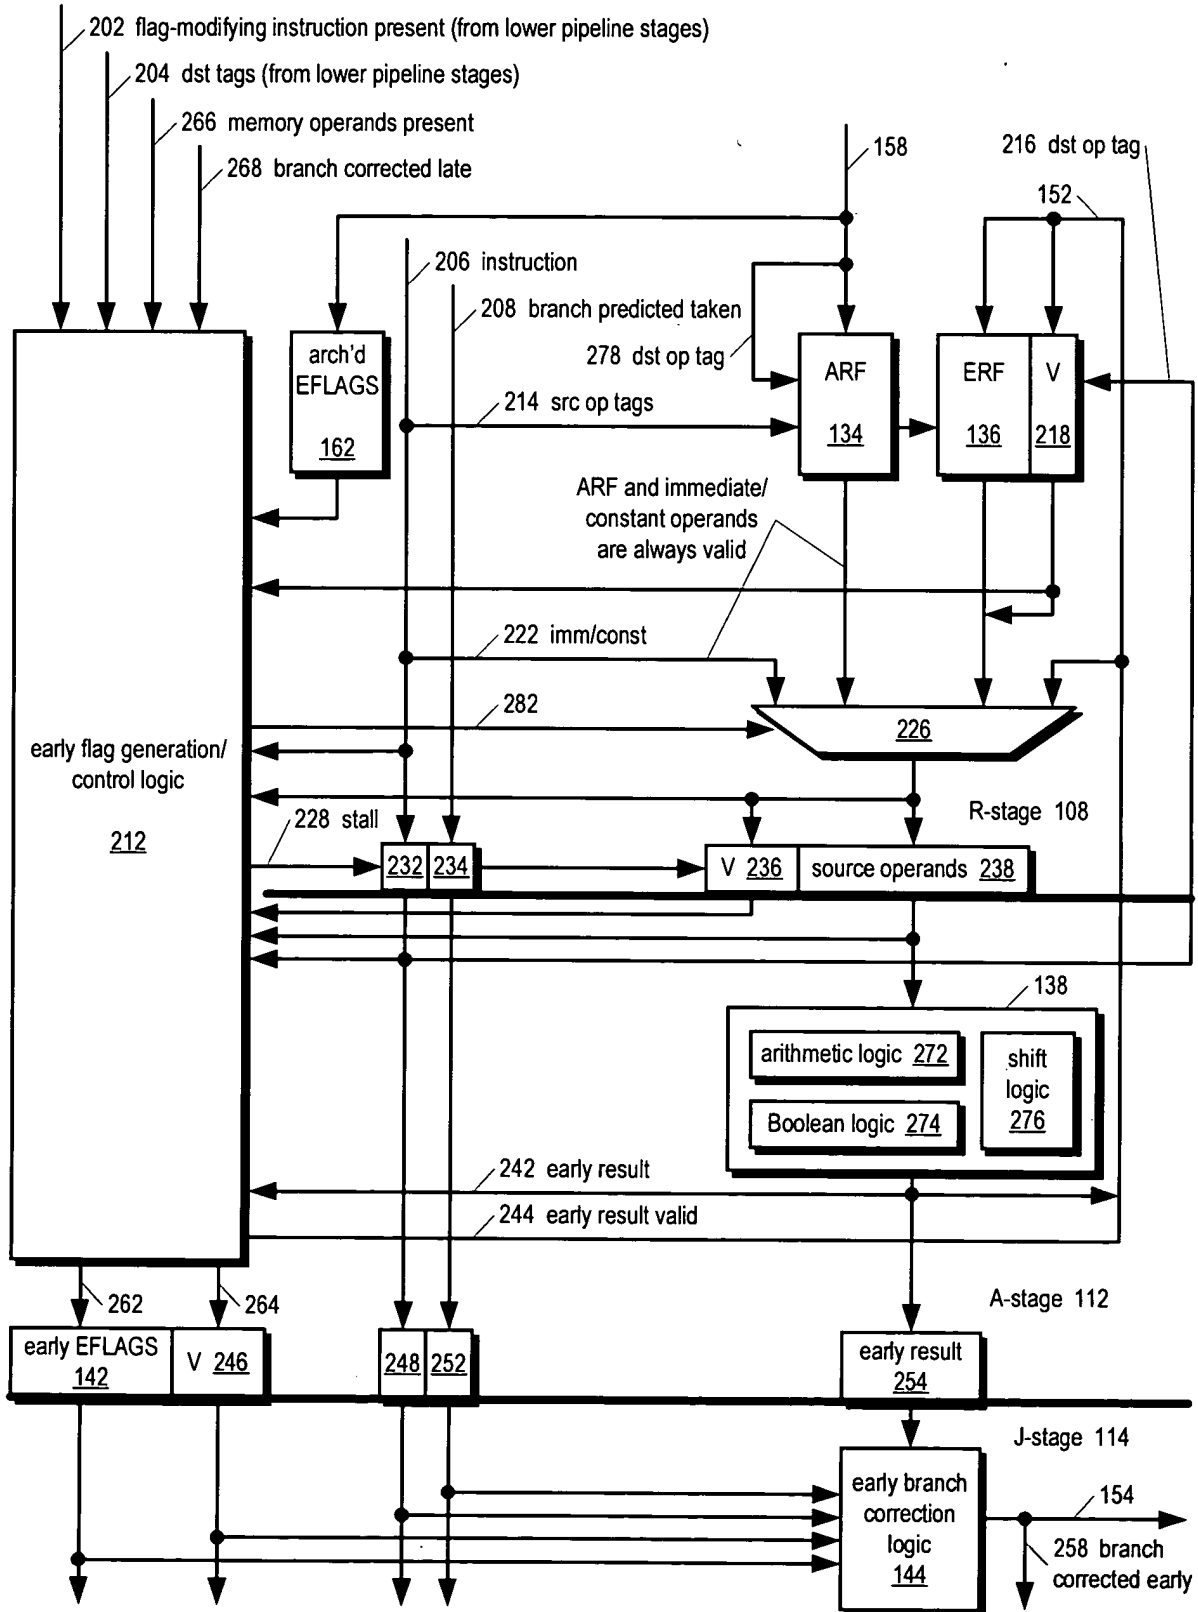 202 flag-modifying instruction present (from lower pipeline stages)
204 dst tags (from lower pipeline stages)
266 memory operands present
268 branch corrected late
158
216 dst op tag
152
206 instruction
208 branch predicted taken
278 dst op tag
214 src op tags
arch'd
EFLAGS
162
ARF
134
ERF
136
V
218
ARF and immediate/
constant operands
are always valid
222 imm/const
282
226
early flag generation/
control logic
212
228 stall
R-stage 108
232
234
V 236
source operands 238
138
arithmetic logic 272
Boolean logic 274
shift
logic
276
242 early result
244 early result valid
262
264
A-stage 112
early EFLAGS
142
V 246
248
252
early result
254
J-stage 114
early branch
correction
logic
144
154
258 branch
corrected early